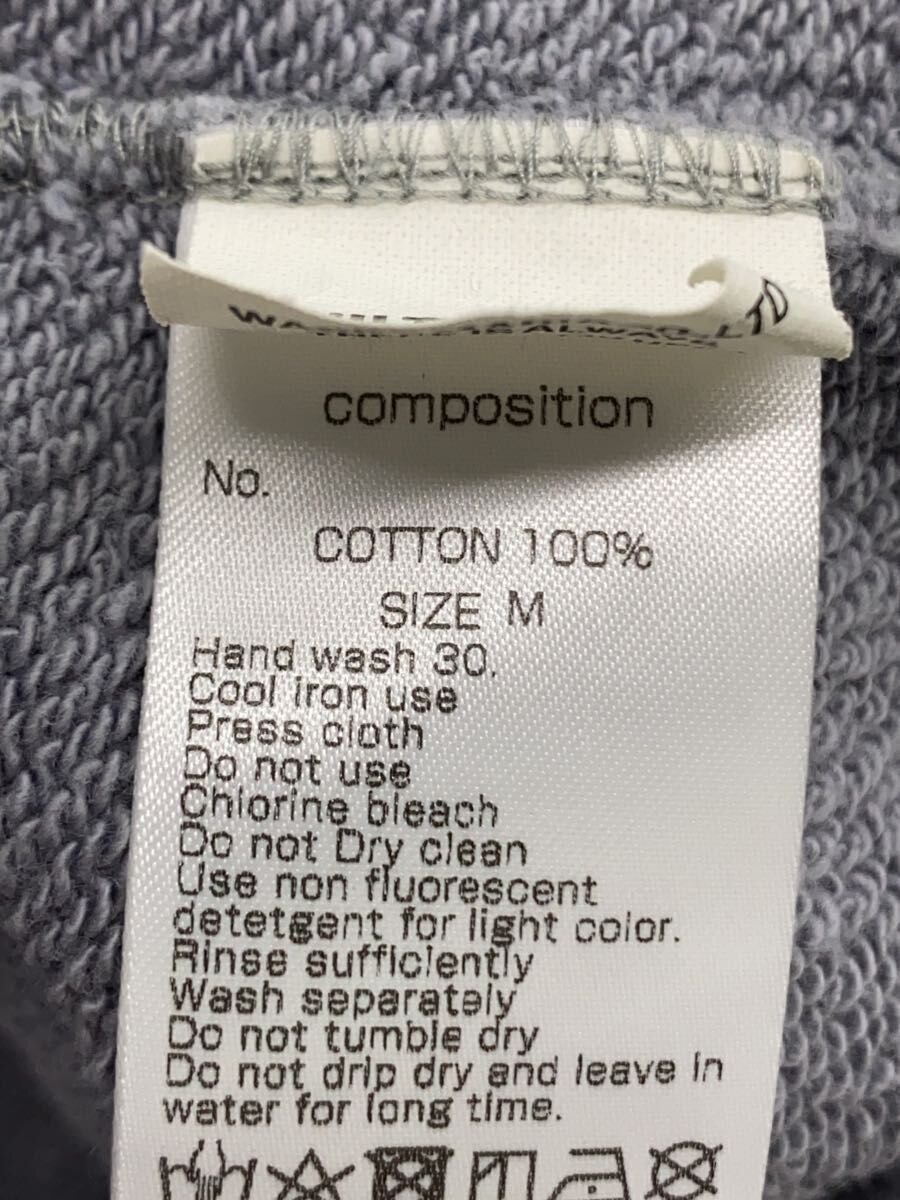 LTD
composition
No.
COTTON 100%
SIZE M
Hand wash 30.
Cool iron use
Press cloth
Do not use
Chlorine bleach
Do not Dry clean
Use non fluorescent
detetgent for light color.
Rinse sufficiently
Wash separately
Do not tumble dry
Do not drip dry and leave in
water for long time.